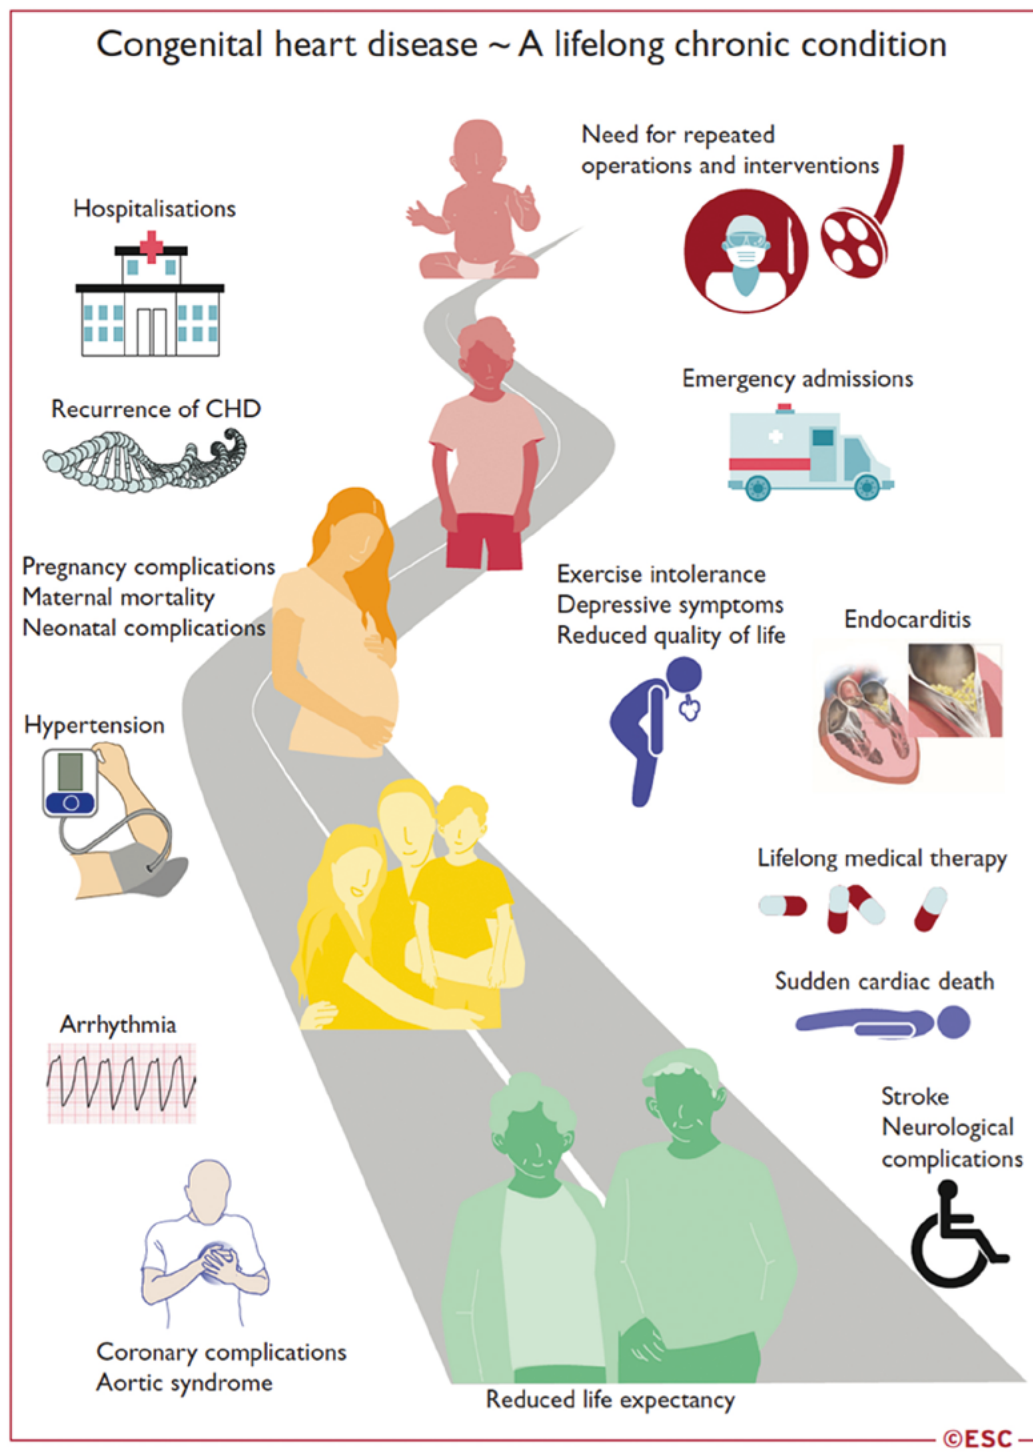 Congenital heart disease ~ A lifelong chronic condition
Need for repeated
operations and interventions
Hospitalisations
Emergency admissions
Recurrence of CHD
Pregnancy complications
Maternal mortality
Neonatal complications
Exercise intolerance
Depressive symptoms
Reduced quality of life
Endocarditis
Hypertension
Lifelong medical therapy
Sudden cardiac death
Arrhythmia
Stroke
Neurological
complications
Coronary complications
Aortic syndrome
Reduced life expectancy
©ESC